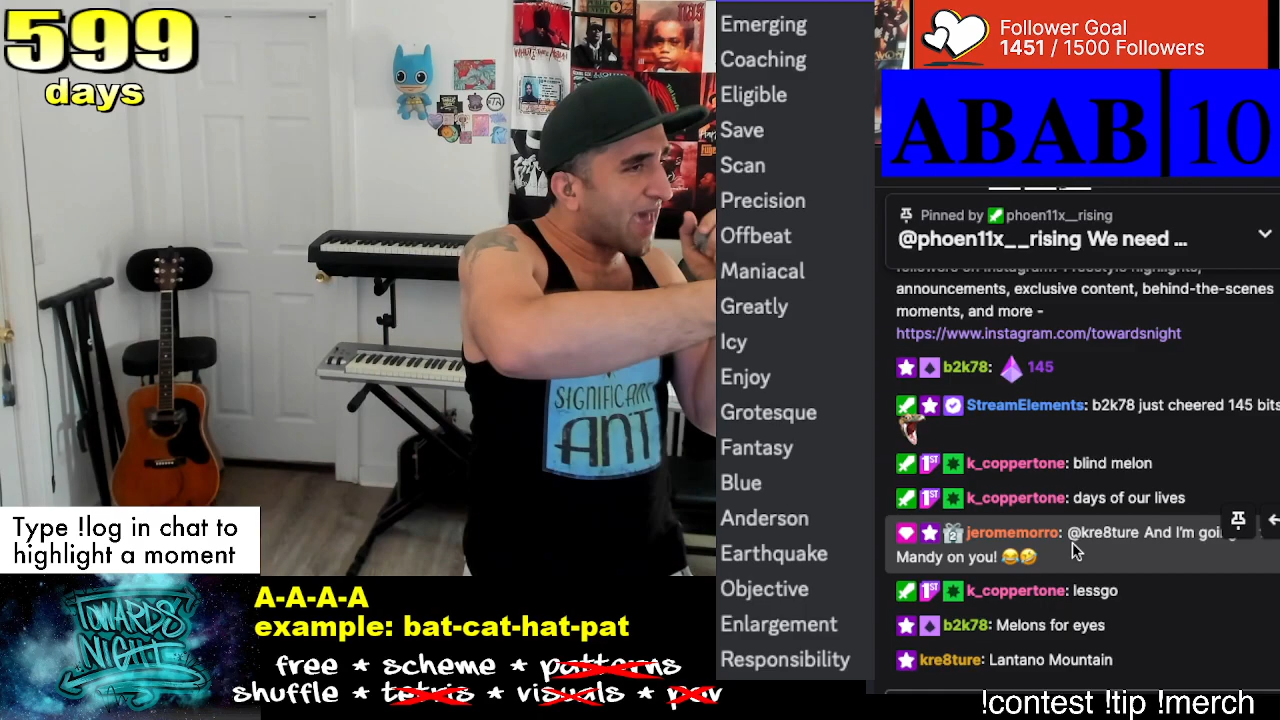 599
days
Emerging
Coaching
Eligible
Save
Scan
Precision
Offbeat
Maniacal
Greatly
Icy
Enjoy
Grotesque
Fantasy
Blue
Anderson
Earthquake
Objective
Enlargement
Responsibility
Follower Goal
1451 / 1500 Followers
ABAB 10
Pinned by phoen11x__rising
@phoen11x__rising We need ...
announcements, exclusive content, behind-the-scenes
moments, and more -
https://www.instagram.com/towardsnight
b2k78: 145
StreamElements: b2k78 just cheered 145 bits
k_coppertone: blind melon
k_coppertone: days of our lives
jeromemorro: @kre8ture And I'm
Mandy on you! 😂🤣
k_coppertone: lessgo
b2k78: Melons for eyes
kre8ture: Lantano Mountain
SIGNIFICANT
ANT
Type !log in chat to
highlight a moment
TOWARDS
NIGHT
A-A-A-A
example: bat-cat-hat-pat
free * scheme * patterns
shuffle * tetris * visuals * pov
!contest !tip !merch